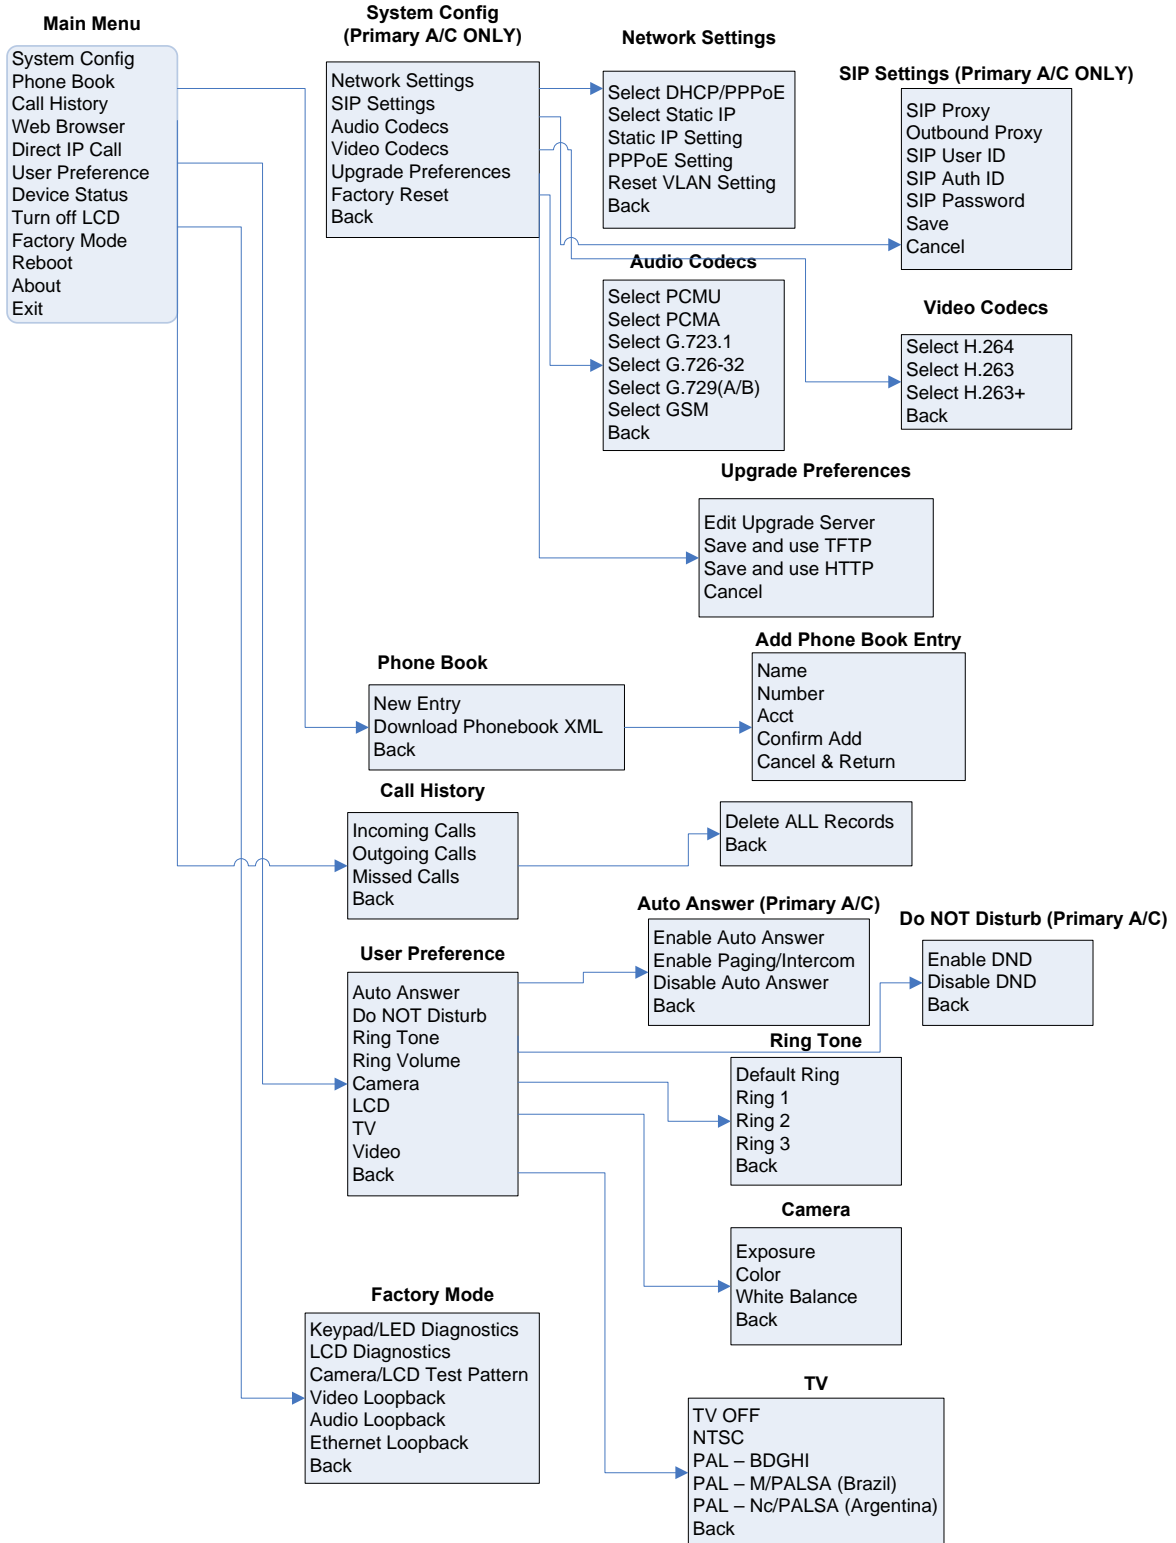 Main Menu
System Config
Phone Book
Call History
Web Browser
Direct IP Call
User Preference
Device Status
Turn off LCD
Factory Mode
Reboot
About
Exit
System Config
(Primary A/C ONLY)
Network Settings
SIP Settings
Audio Codecs
Video Codecs
Upgrade Preferences
Factory Reset
Back
Network Settings
Select DHCP/PPPoE
Select Static IP
Static IP Setting
PPPoE Setting
Reset VLAN Setting
Back
SIP Settings (Primary A/C ONLY)
SIP Proxy
Outbound Proxy
SIP User ID
SIP Auth ID
SIP Password
Save
Cancel
Audio Codecs
Select PCMU
Select PCMA
Select G.723.1
Select G.726-32
Select G.729(A/B)
Select GSM
Back
Video Codecs
Select H.264
Select H.263
Select H.263+
Back
Upgrade Preferences
Edit Upgrade Server
Save and use TFTP
Save and use HTTP
Cancel
Phone Book
New Entry
Download Phonebook XML
Back
Add Phone Book Entry
Name
Number
Acct
Confirm Add
Cancel & Return
Call History
Incoming Calls
Outgoing Calls
Missed Calls
Back
Delete ALL Records
Back
User Preference
Auto Answer
Do NOT Disturb
Ring Tone
Ring Volume
Camera
LCD
TV
Video
Back
Auto Answer (Primary A/C)
Enable Auto Answer
Enable Paging/Intercom
Disable Auto Answer
Back
Do NOT Disturb (Primary A/C)
Enable DND
Disable DND
Back
Ring Tone
Default Ring
Ring 1
Ring 2
Ring 3
Back
Camera
Exposure
Color
White Balance
Back
Factory Mode
Keypad/LED Diagnostics
LCD Diagnostics
Camera/LCD Test Pattern
Video Loopback
Audio Loopback
Ethernet Loopback
Back
TV
TV OFF
NTSC
PAL – BDGHI
PAL – M/PALSA (Brazil)
PAL – Nc/PALSA (Argentina)
Back